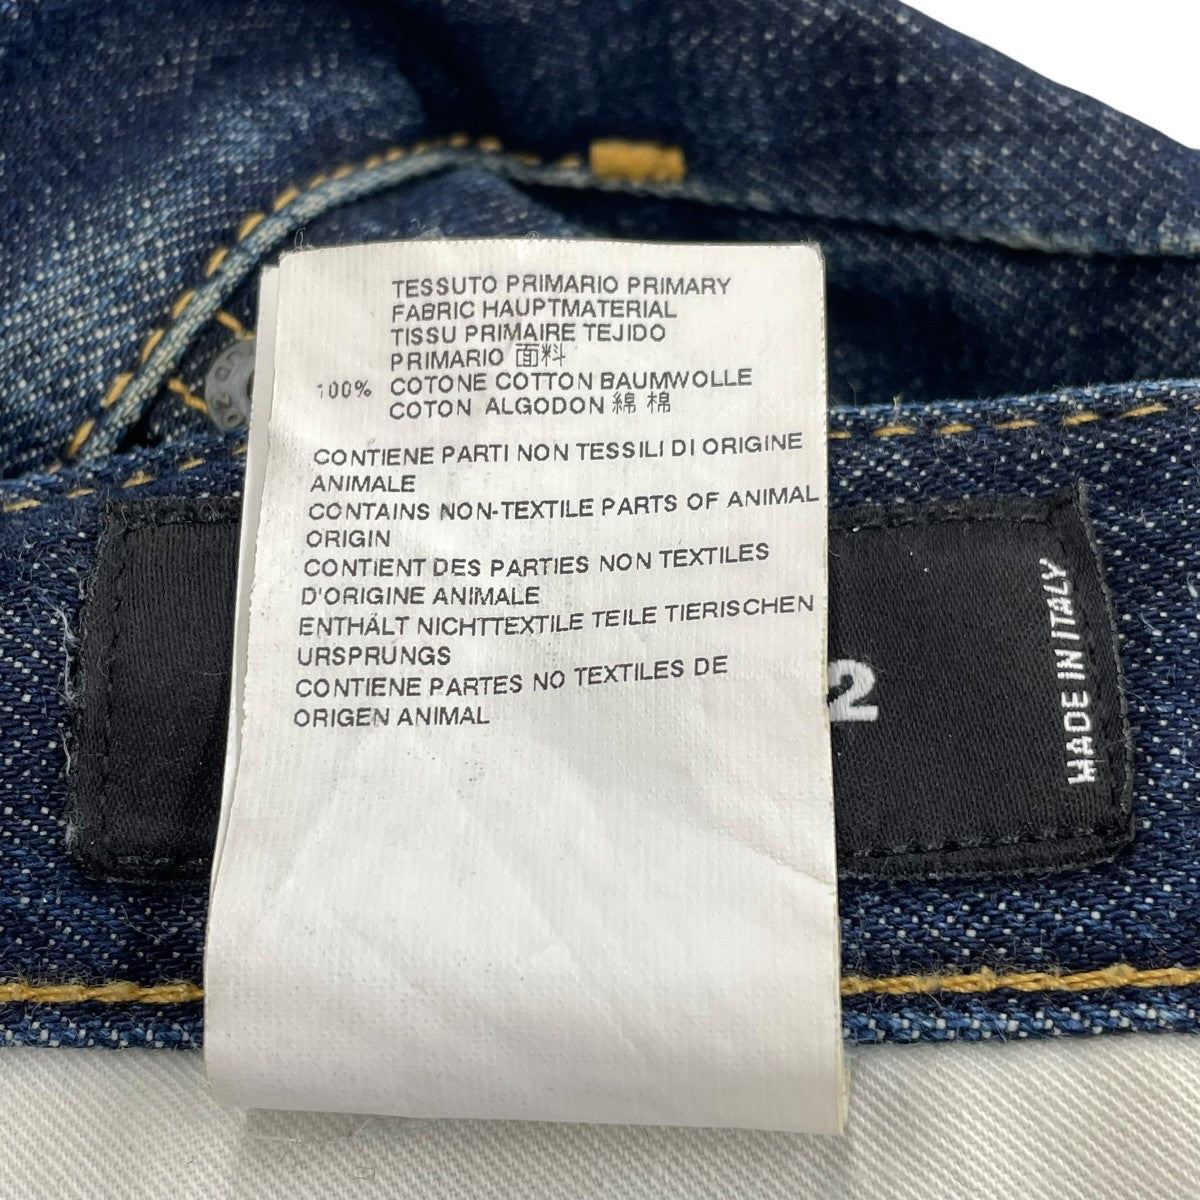 TESSUTO PRIMARIO PRIMARY
FABRIC HAUPTMATERIAL
TISSU PRIMAIRE TEJIDO
PRIMARIO 面料
100% COTONE COTTON BAUMWOLLE
COTON ALGODON 綿 棉
CONTIENE PARTI NON TESSILI DI ORIGINE
ANIMALE
CONTAINS NON-TEXTILE PARTS OF ANIMAL
ORIGIN
CONTIENT DES PARTIES NON TEXTILES
D'ORIGINE ANIMALE
ENTHÄLT NICHTTEXTILE TEILE TIERISCHEN
URSPRUNGS
CONTIENE PARTES NO TEXTILES DE
ORIGEN ANIMAL
2
MADE IN ITALY